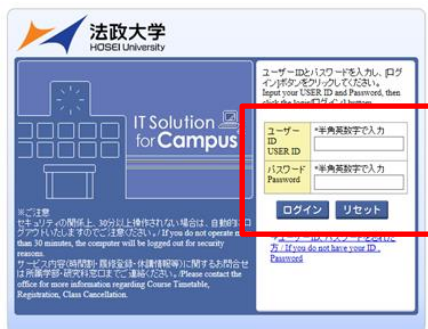 法政大学
HOSEI University
IT Solution
for Campus
※ご注意
セキュリティの関係上、30分以上操作されない場合は、自動的にロ
グアウトいたしますのでご注意ください。/ If you do not operate m
than 30 minutes, the computer will be logged out for security
reasons.
サービス内容(時間割・履修登録・休講情報等)に関するお問合せ
は所属学部・研究科窓口までご連絡ください。/Please contact the
office for more information regarding Course Timetable,
Registration, Class Cancellation.
ユーザーIDとパスワードを入力し、[ログ
イン]ボタンをクリックしてください。
Input your USER ID and Password, then
click the login[ログイン] button.
ユーザー
ID
USER ID
*半角英数字で入力
パスワード
Password
*半角英数字で入力
ログイン リセット
方 / If you do not have your ID,
Password